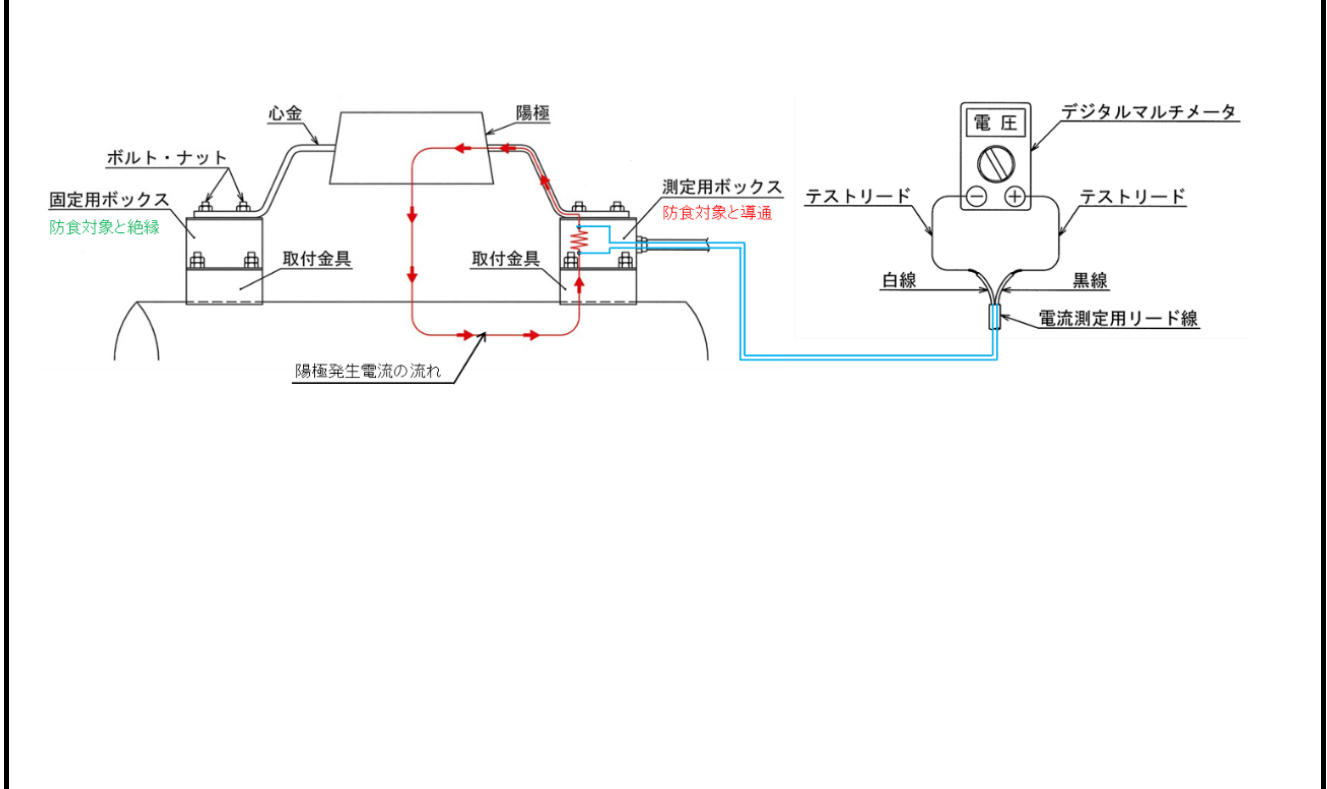 心金
陽極
ボルト・ナット
固定用ボックス
防食対象と絶縁
測定用ボックス
防食対象と導通
取付金具
取付金具
陽極発生電流の流れ
電圧
デジタルマルチメータ
テストリード
− +
テストリード
白線
黒線
電流測定用リード線